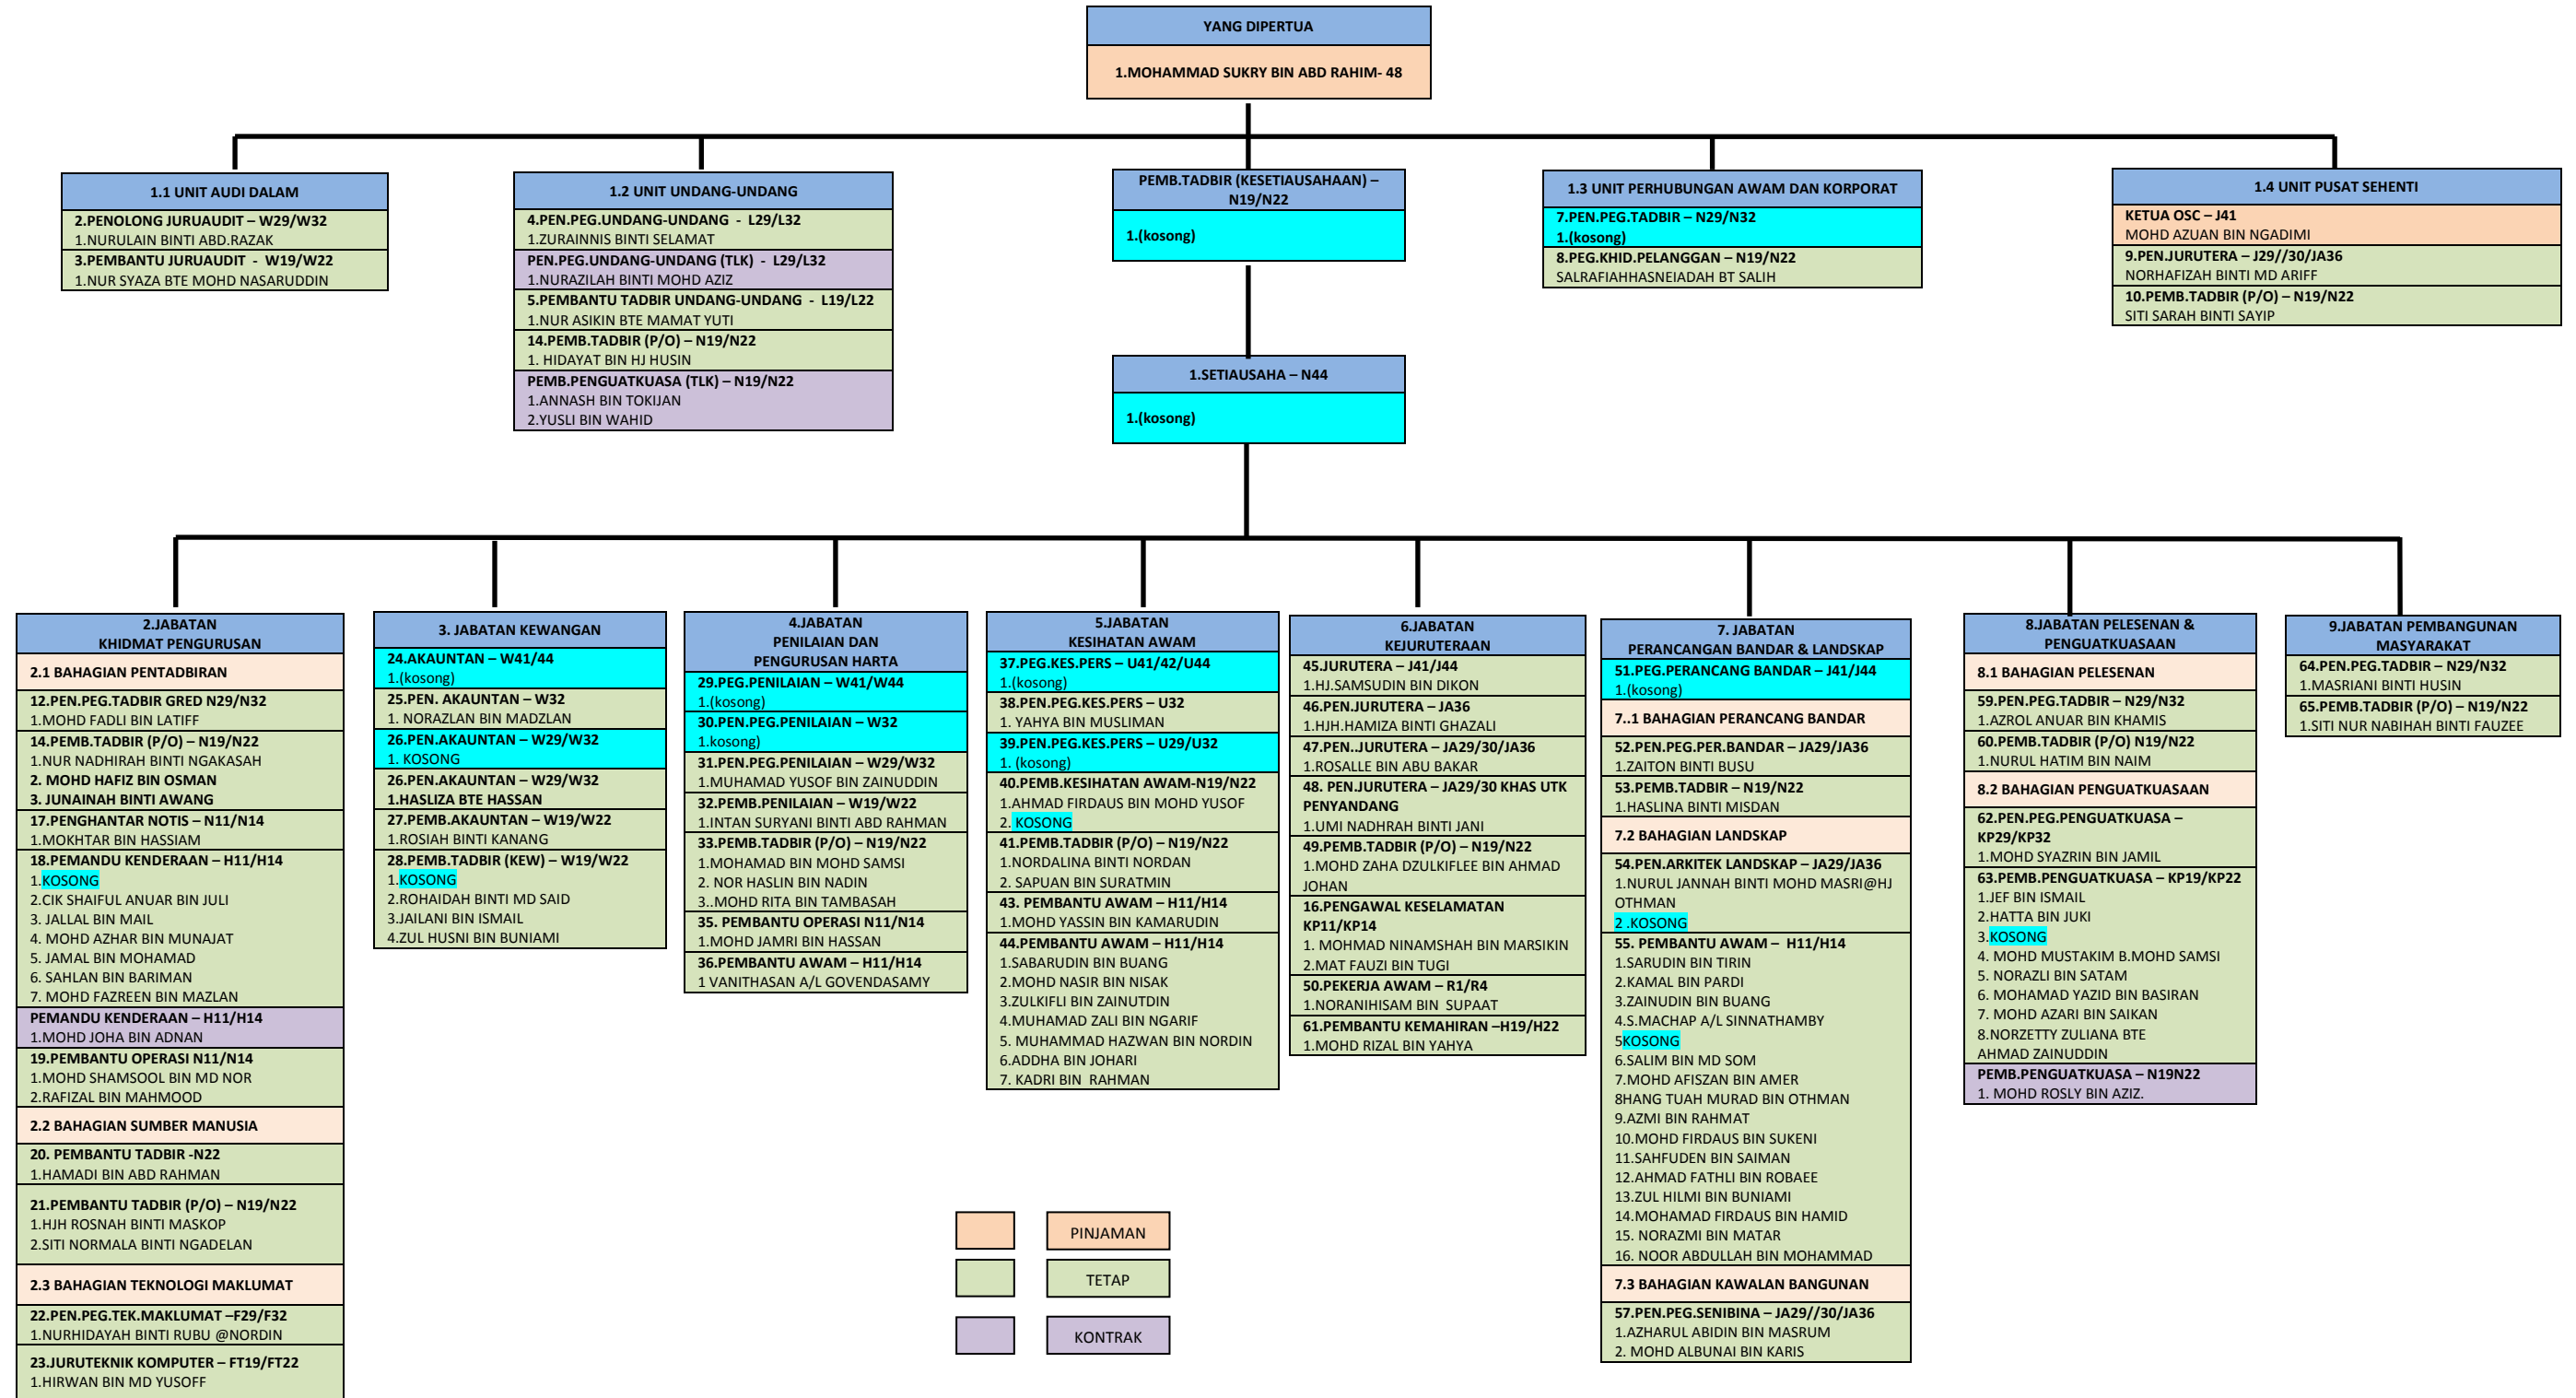 YANG DIPERTUA
1.MOHAMMAD SUKRY BIN ABD RAHIM- 48
1.1 UNIT AUDI DALAM
2.PENOLONG JURUAUDIT – W29/W32
1.NURULAIN BINTI ABD.RAZAK
3.PEMBANTU JURUAUDIT - W19/W22
1.NUR SYAZA BTE MOHD NASARUDDIN
1.2 UNIT UNDANG-UNDANG
4.PEN.PEG.UNDANG-UNDANG - L29/L32
1.ZURAINNIS BINTI SELAMAT
PEN.PEG.UNDANG-UNDANG (TLK) - L29/L32
1.NURAZILAH BINTI MOHD AZIZ
5.PEMBANTU TADBIR UNDANG-UNDANG - L19/L22
1.NUR ASIKIN BTE MAMAT YUTI
14.PEMB.TADBIR (P/O) – N19/N22
1. HIDAYAT BIN HJ HUSIN
PEMB.PENGUATKUASA (TLK) – N19/N22
1.ANNASH BIN TOKIJAN
2.YUSLI BIN WAHID
PEMB.TADBIR (KESETIAUSAHAAN) –
N19/N22
1.(kosong)
1.SETIAUSAHA – N44
1.(kosong)
1.3 UNIT PERHUBUNGAN AWAM DAN KORPORAT
7.PEN.PEG.TADBIR – N29/N32
1.(kosong)
8.PEG.KHID.PELANGGAN – N19/N22
SALRAFIAHHASNEIADAH BT SALIH
1.4 UNIT PUSAT SEHENTI
KETUA OSC – J41
MOHD AZUAN BIN NGADIMI
9.PEN.JURUTERA – J29//30/JA36
NORHAFIZAH BINTI MD ARIFF
10.PEMB.TADBIR (P/O) – N19/N22
SITI SARAH BINTI SAYIP
2.JABATAN
KHIDMAT PENGURUSAN
2.1 BAHAGIAN PENTADBIRAN
12.PEN.PEG.TADBIR GRED N29/N32
1.MOHD FADLI BIN LATIFF
14.PEMB.TADBIR (P/O) – N19/N22
1.NUR NADHIRAH BINTI NGAKASAH
2. MOHD HAFIZ BIN OSMAN
3. JUNAINAH BINTI AWANG
17.PENGHANTAR NOTIS – N11/N14
1.MOKHTAR BIN HASSIAM
18.PEMANDU KENDERAAN – H11/H14
1.KOSONG
2.CIK SHAIFUL ANUAR BIN JULI
3. JALLAL BIN MAIL
4. MOHD AZHAR BIN MUNAJAT
5. JAMAL BIN MOHAMAD
6. SAHLAN BIN BARIMAN
7. MOHD FAZREEN BIN MAZLAN
PEMANDU KENDERAAN – H11/H14
1.MOHD JOHA BIN ADNAN
19.PEMBANTU OPERASI N11/N14
1.MOHD SHAMSOOL BIN MD NOR
2.RAFIZAL BIN MAHMOOD
2.2 BAHAGIAN SUMBER MANUSIA
20. PEMBANTU TADBIR -N22
1.HAMADI BIN ABD RAHMAN
21.PEMBANTU TADBIR (P/O) – N19/N22
1.HJH ROSNAH BINTI MASKOP
2.SITI NORMALA BINTI NGADELAN
2.3 BAHAGIAN TEKNOLOGI MAKLUMAT
22.PEN.PEG.TEK.MAKLUMAT –F29/F32
1.NURHIDAYAH BINTI RUBU @NORDIN
23.JURUTEKNIK KOMPUTER – FT19/FT22
1.HIRWAN BIN MD YUSOFF
3. JABATAN KEWANGAN
24.AKAUNTAN – W41/44
1.(kosong)
25.PEN. AKAUNTAN – W32
1. NORAZLAN BIN MADZLAN
26.PEN.AKAUNTAN – W29/W32
1. KOSONG
26.PEN.AKAUNTAN – W29/W32
1.HASLIZA BTE HASSAN
27.PEMB.AKAUNTAN – W19/W22
1.ROSIAH BINTI KANANG
28.PEMB.TADBIR (KEW) – W19/W22
1.KOSONG
2.ROHAIDAH BINTI MD SAID
3.JAILANI BIN ISMAIL
4.ZUL HUSNI BIN BUNIAMI
4.JABATAN
PENILAIAN DAN
PENGURUSAN HARTA
29.PEG.PENILAIAN – W41/W44
1.(kosong)
30.PEN.PEG.PENILAIAN – W32
1.kosong)
31.PEN.PEG.PENILAIAN – W29/W32
1.MUHAMAD YUSOF BIN ZAINUDDIN
32.PEMB.PENILAIAN – W19/W22
1.INTAN SURYANI BINTI ABD RAHMAN
33.PEMB.TADBIR (P/O) – N19/N22
1.MOHAMAD BIN MOHD SAMSI
2. NOR HASLIN BIN NADIN
3..MOHD RITA BIN TAMBASAH
35. PEMBANTU OPERASI N11/N14
1.MOHD JAMRI BIN HASSAN
36.PEMBANTU AWAM – H11/H14
1 VANITHASAN A/L GOVENDASAMY
5.JABATAN
KESIHATAN AWAM
37.PEG.KES.PERS – U41/42/U44
1.(kosong)
38.PEN.PEG.KES.PERS – U32
1. YAHYA BIN MUSLIMAN
39.PEN.PEG.KES.PERS – U29/U32
1. (kosong)
40.PEMB.KESIHATAN AWAM-N19/N22
1.AHMAD FIRDAUS BIN MOHD YUSOF
2. KOSONG
41.PEMB.TADBIR (P/O) – N19/N22
1.NORDALINA BINTI NORDAN
2. SAPUAN BIN SURATMIN
43. PEMBANTU AWAM – H11/H14
1.MOHD YASSIN BIN KAMARUDIN
44.PEMBANTU AWAM – H11/H14
1.SABARUDIN BIN BUANG
2.MOHD NASIR BIN NISAK
3.ZULKIFLI BIN ZAINUTDIN
4.MUHAMAD ZALI BIN NGARIF
5. MUHAMMAD HAZWAN BIN NORDIN
6.ADDHA BIN JOHARI
7. KADRI BIN RAHMAN
6.JABATAN
KEJURUTERAAN
45.JURUTERA – J41/J44
1.HJ.SAMSUDIN BIN DIKON
46.PEN.JURUTERA – JA36
1.HJH.HAMIZA BINTI GHAZALI
47.PEN..JURUTERA – JA29/30/JA36
1.ROSALLE BIN ABU BAKAR
48. PEN.JURUTERA – JA29/30 KHAS UTK
PENYANDANG
1.UMI NADHRAH BINTI JANI
49.PEMB.TADBIR (P/O) – N19/N22
1.MOHD ZAHA DZULKIFLEE BIN AHMAD
JOHAN
16.PENGAWAL KESELAMATAN
KP11/KP14
1. MOHMAD NINAMSHAH BIN MARSIKIN
2.MAT FAUZI BIN TUGI
50.PEKERJA AWAM – R1/R4
1.NORANIHISAM BIN SUPAAT
61.PEMBANTU KEMAHIRAN –H19/H22
1.MOHD RIZAL BIN YAHYA
7. JABATAN
PERANCANGAN BANDAR & LANDSKAP
51.PEG.PERANCANG BANDAR – J41/J44
1.(kosong)
7..1 BAHAGIAN PERANCANG BANDAR
52.PEN.PEG.PER.BANDAR – JA29/JA36
1.ZAITON BINTI BUSU
53.PEMB.TADBIR – N19/N22
1.HASLINA BINTI MISDAN
7.2 BAHAGIAN LANDSKAP
54.PEN.ARKITEK LANDSKAP – JA29/JA36
1.NURUL JANNAH BINTI MOHD MASRI@HJ
OTHMAN
2 .KOSONG
55. PEMBANTU AWAM – H11/H14
1.SARUDIN BIN TIRIN
2.KAMAL BIN PARDI
3.ZAINUDIN BIN BUANG
4.S.MACHAP A/L SINNATHAMBY
5KOSONG
6.SALIM BIN MD SOM
7.MOHD AFISZAN BIN AMER
8HANG TUAH MURAD BIN OTHMAN
9.AZMI BIN RAHMAT
10.MOHD FIRDAUS BIN SUKENI
11.SAHFUDEN BIN SAIMAN
12.AHMAD FATHLI BIN ROBAEE
13.ZUL HILMI BIN BUNIAMI
14.MOHAMAD FIRDAUS BIN HAMID
15. NORAZMI BIN MATAR
16. NOOR ABDULLAH BIN MOHAMMAD
7.3 BAHAGIAN KAWALAN BANGUNAN
57.PEN.PEG.SENIBINA – JA29//30/JA36
1.AZHARUL ABIDIN BIN MASRUM
2. MOHD ALBUNAI BIN KARIS
8.JABATAN PELESENAN &
PENGUATKUASAAN
8.1 BAHAGIAN PELESENAN
59.PEN.PEG.TADBIR – N29/N32
1.AZROL ANUAR BIN KHAMIS
60.PEMB.TADBIR (P/O) N19/N22
1.NURUL HATIM BIN NAIM
8.2 BAHAGIAN PENGUATKUASAAN
62.PEN.PEG.PENGUATKUASA –
KP29/KP32
1.MOHD SYAZRIN BIN JAMIL
63.PEMB.PENGUATKUASA – KP19/KP22
1.JEF BIN ISMAIL
2.HATTA BIN JUKI
3.KOSONG
4. MOHD MUSTAKIM B.MOHD SAMSI
5. NORAZLI BIN SATAM
6. MOHAMAD YAZID BIN BASIRAN
7. MOHD AZARI BIN SAIKAN
8.NORZETTY ZULIANA BTE
AHMAD ZAINUDDIN
PEMB.PENGUATKUASA – N19N22
1. MOHD ROSLY BIN AZIZ.
9.JABATAN PEMBANGUNAN
MASYARAKAT
64.PEN.PEG.TADBIR – N29/N32
1.MASRIANI BINTI HUSIN
65.PEMB.TADBIR (P/O) – N19/N22
1.SITI NUR NABIHAH BINTI FAUZEE
PINJAMAN
TETAP
KONTRAK